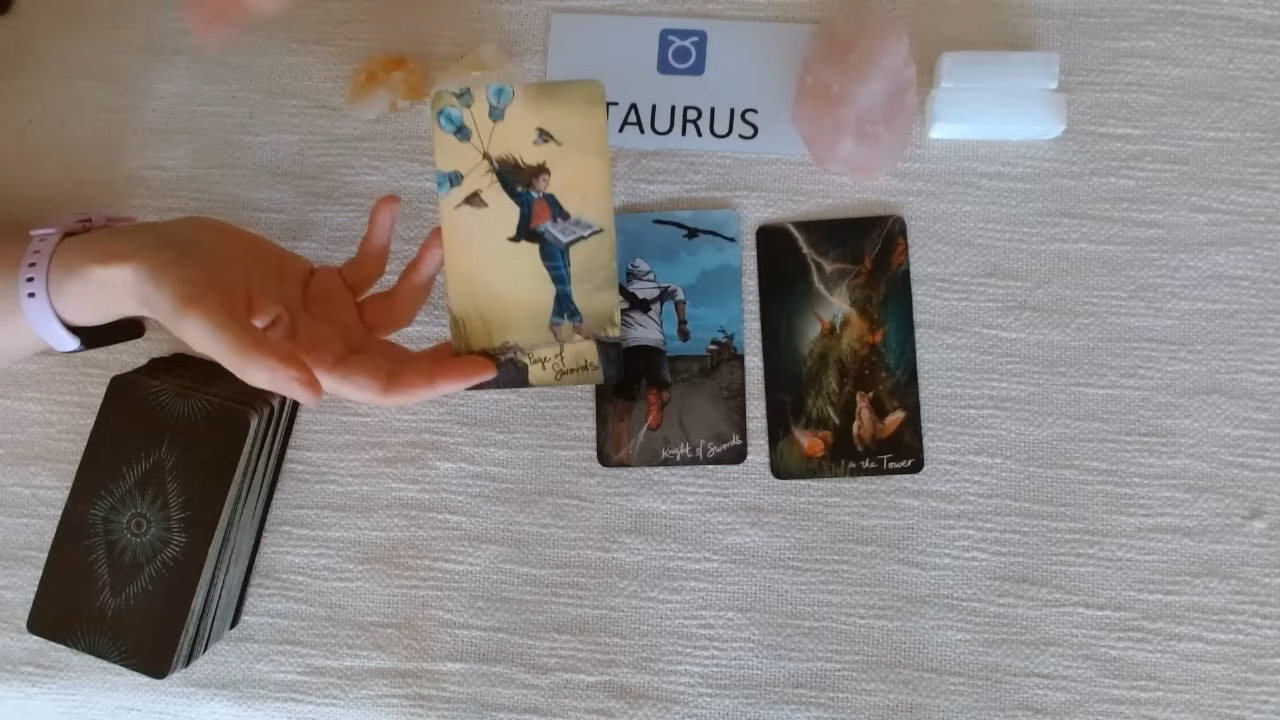 TAURUS
Page of
Swords
Knight of Swords
the Tower